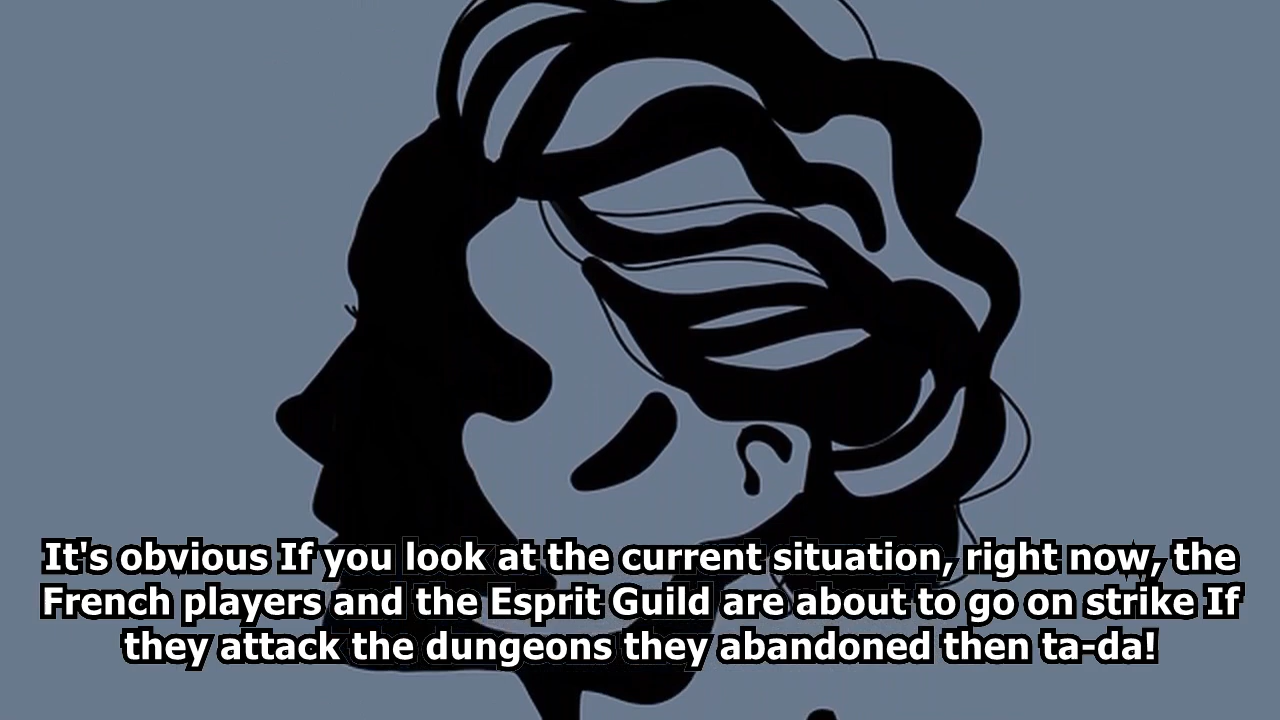 It's obvious If you look at the current situation, right now, the
French players and the Esprit Guild are about to go on strike If
they attack the dungeons they abandoned then ta-da!